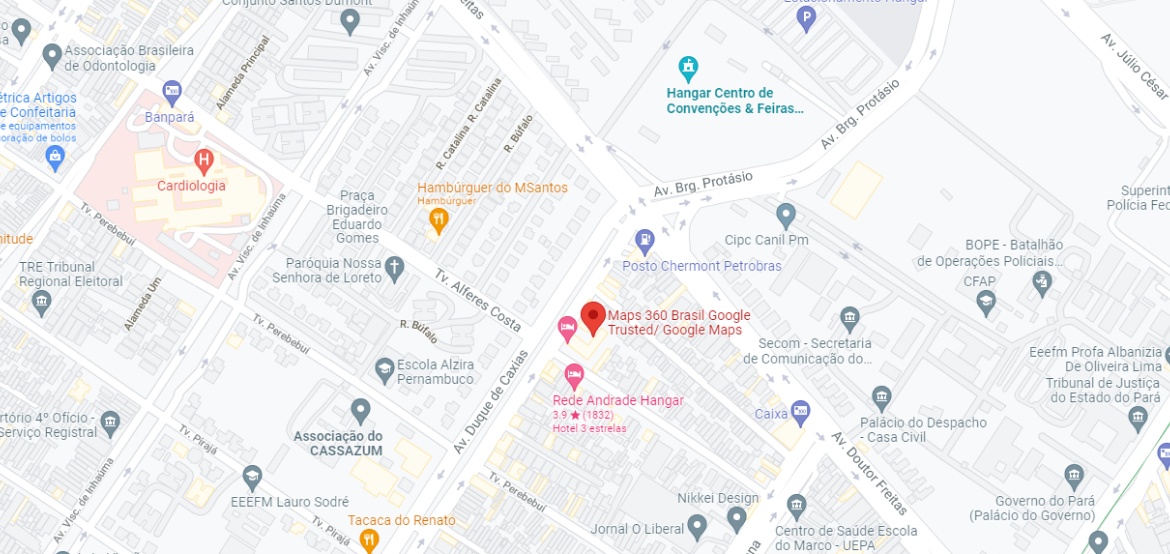 Conjunto Santos Dumont
Estacionamento Hangar
Freitas
Av. Visc. de Inhaúma
Associação Brasileira
de Odontologia
Alameda Principal
Av. Júlio César
Hangar Centro de
Convenções & Feiras...
étrica Artigos
e Confeitaria
e equipamentos
oração de bolos
Banpará
R. Catalina
R. Catalina
R. Búfalo
Av. Brg. Protásio
Cardiologia
Hambúrguer do MSantos
Hambúrguer
Av. Brg. Protásio
Praça
Brigadeiro
Eduardo
Gomes
Superint
Polícia Fed
Tv. Perebebuí
Av. Visc. de Inhaúma
nitude
Cipc Canil Pm
BOPE - Batalhão
de Operações Policiais...
CFAP
TRE Tribunal
Regional Eleitoral
Paróquia Nossa
Senhora de Loreto
Posto Chermont Petrobras
Alameda Um
Tv. Alferes Costa
Maps 360 Brasil Google
Trusted/ Google Maps
Tv. Perebebuí
R. Búfalo
Secom - Secretaria
de Comunicação do...
Escola Alzira
Pernambuco
Eeefm Profa Albanizia
De Oliveira Lima
Tribunal de Justiça
do Estado do Pará
Av. Duque de Caxias
Rede Andrade Hangar
3,9 ★ (1832)
Hotel 3 estrelas
Caixa
Palácio do Despacho
- Casa Civil
artório 4º Ofício -
Serviço Registral
Tv. Pirajá
Associação do
CASSAZUM
Av. Doutor Freitas
Av. Visc. de Inhaúma
EEEFM Lauro Sodré
Tv. Perebebuí
Nikkei Design
Governo do Pará
(Palácio do Governo)
Tv. Pirajá
Tacaca do Renato
Jornal O Liberal
Centro de Saúde Escola
do Marco - UEPA